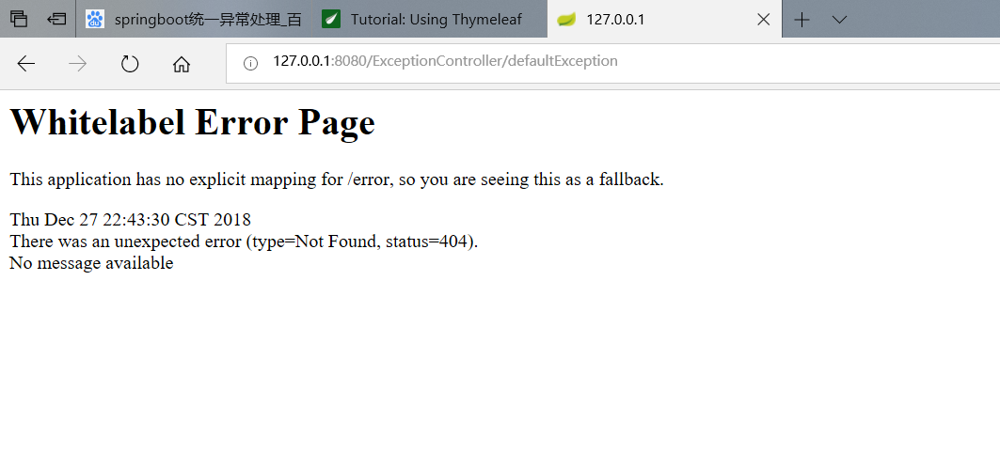 springboot统一异常处理_百
Tutorial: Using Thymeleaf
127.0.0.1
127.0.0.1:8080/ExceptionController/defaultException
Whitelabel Error Page
This application has no explicit mapping for /error, so you are seeing this as a fallback.
Thu Dec 27 22:43:30 CST 2018
There was an unexpected error (type=Not Found, status=404).
No message available